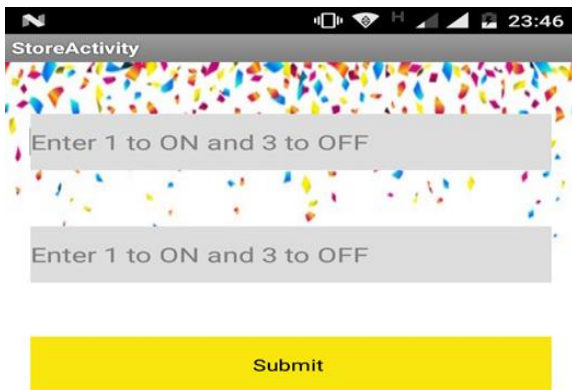 H 23:46
StoreActivity
Enter 1 to ON and 3 to OFF
Enter 1 to ON and 3 to OFF
Submit